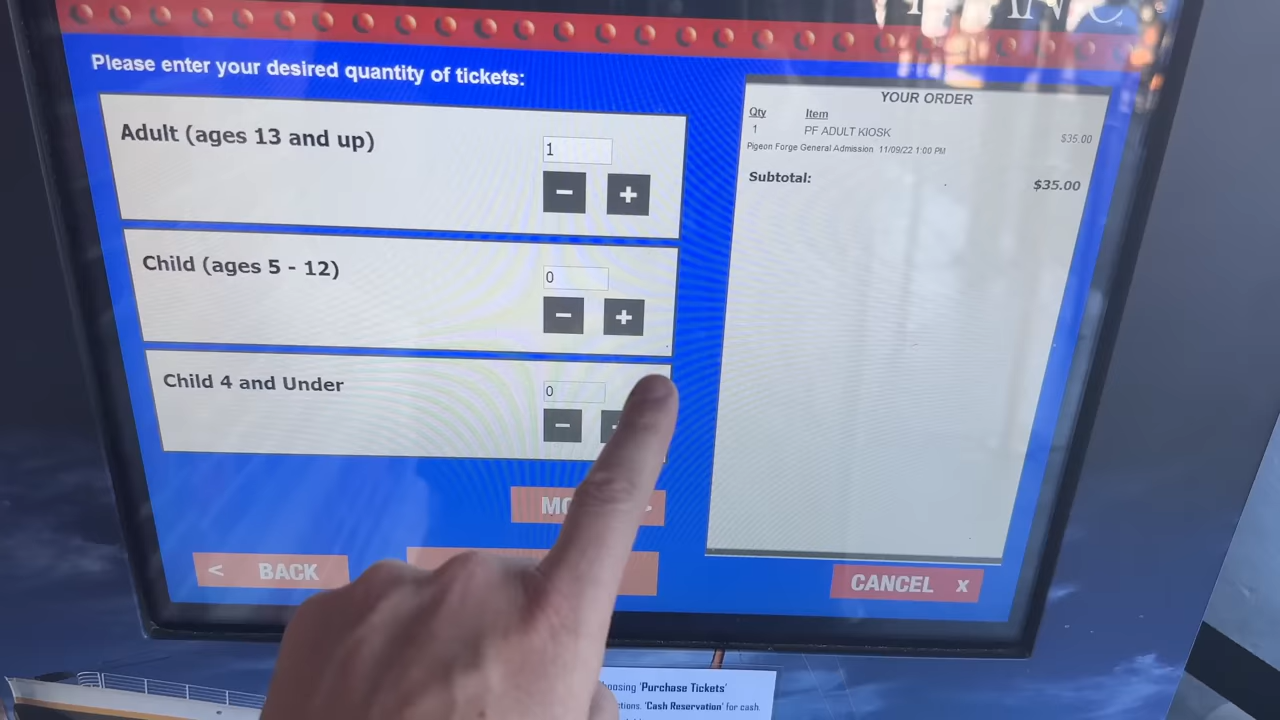 Please enter your desired quantity of tickets:
Adult (ages 13 and up)
1
− +
Child (ages 5 - 12)
0
− +
Child 4 and Under
0
−
< BACK
YOUR ORDER
Qty Item
1 PF ADULT KIOSK $35.00
Pigeon Forge General Admission 11/09/22 1:00 PM
Subtotal: $35.00
CANCEL x
'Purchase Tickets'
'Cash Reservation' for cash.